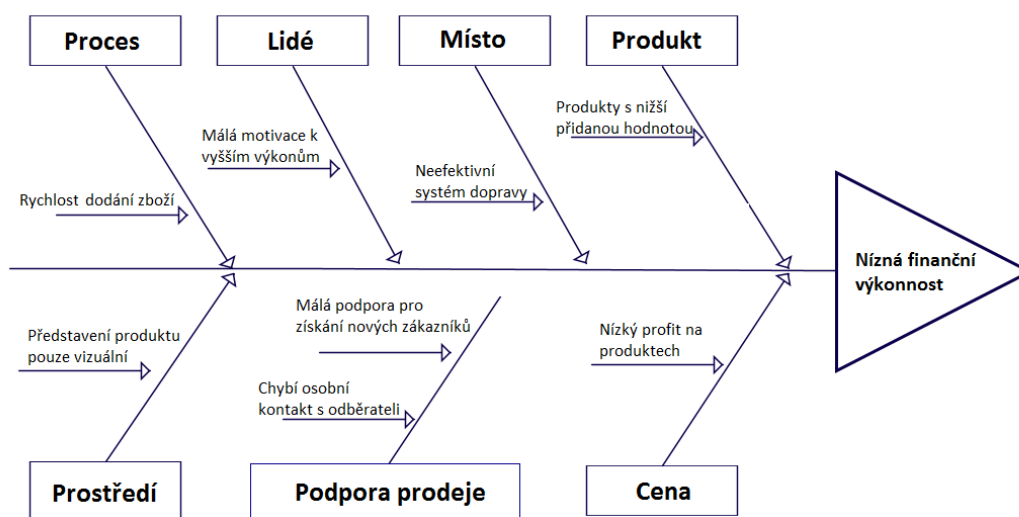 Proces
Lidé
Místo
Produkt
Produkty s nižší
přidanou hodnotou
Málá motivace k
vyšším výkonům
Neefektivní
systém dopravy
Rychlost dodání zboží
Nízná finanční
výkonnost
Představení produktu
pouze vizuální
Málá podpora pro
získání nových zákazníků
Nízký profit na
produktech
Chybí osobní
kontakt s odběrateli
Prostředí
Podpora prodeje
Cena